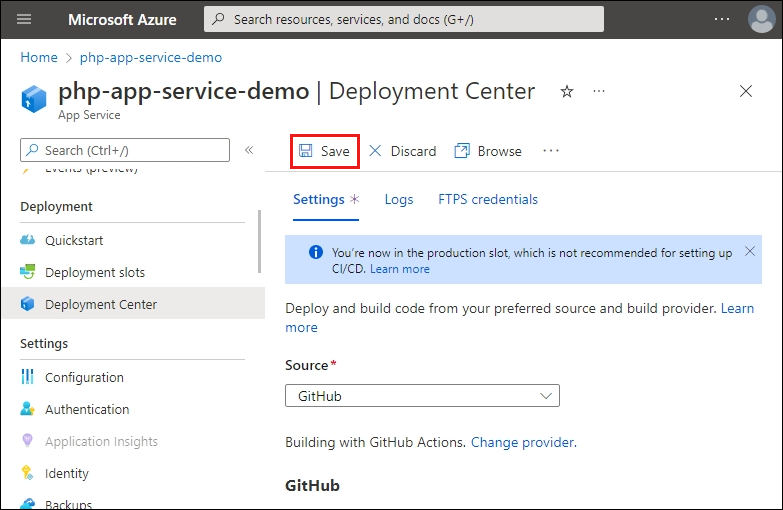 Microsoft Azure
Search resources, services, and docs (G+/)
Home > php-app-service-demo
php-app-service-demo | Deployment Center
App Service
Search (Ctrl+/)
Events (preview)
Deployment
Quickstart
Deployment slots
Deployment Center
Settings
Configuration
Authentication
Application Insights
Identity
Backups
Save
Discard
Browse
Settings *
Logs
FTPS credentials
You're now in the production slot, which is not recommended for setting up
CI/CD. Learn more
Deploy and build code from your preferred source and build provider. Learn
more
Source*
GitHub
Building with GitHub Actions. Change provider.
GitHub